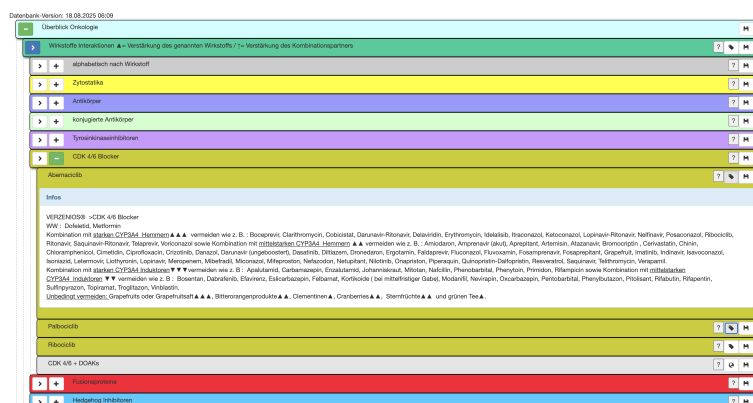 Datenbank-Version: 18.08.2025 06:09
Überblick Onkologie
Wirkstoffe Interaktionen ▲= Verstärkung des genannten Wirkstoffs / ↑= Verstärkung des Kombinationspartners
alphabetisch nach Wirkstoff
Zytostatika
Antikörper
konjugierte Antikörper
Tyrosinkinaseinhibitoren
CDK 4/6 Blocker
Abemaciclib
Infos
VERZENIOS® >CDK 4/6 Blocker
WW : Dofeletid, Metformin
Kombination mit starken CYP3A4 Hemmern▲▲▲ vermeiden wie z. B. : Boceprevir, Clarithromycin, Cobicistat, Darunavir-Ritonavir, Delaviridin, Erythromycin, Idelalisib, Itraconazol, Ketoconazol, Lopinavir-Ritonavir, Nelfinavir, Posaconazol, Ribociclib,
Ritonavir, Saquinavir-Ritonavir, Telaprevir, Voriconazol sowie Kombination mit mittelstarken CYP3A4 Hemmern ▲▲ vermeiden wie z. B. : Amiodaron, Amprenavir (akut), Aprepitant, Artemisin, Atazanavir, Bromocriptin , Cerivastatin, Chinin,
Chloramphenicol, Cimetidin, Ciprofloxacin, Crizotinib, Danazol, Darunavir (ungeboostert), Dasatinib, Diltiazem, Dronedaron, Ergotamin, Faldaprevir, Fluconazol, Fluvoxamin, Fosamprenavir, Fosaprepitant, Grapefruit, Imatinib, Indinavir, Isavoconazol,
Isoniazid, Letermovir, Liothyronin, Lopinavir, Meropenem, Mibefradil, Miconazol, Mifepriston, Nefazodon, Netupitant, Nilotinib, Onapriston, Piperaquin, Quinupristin-Dalfopristin, Resveratrol, Saquinavir, Telithromycin, Verapamil.
Kombination mit starken CYP3A4 Induktoren▼▼▼vermeiden wie z. B : Apalutamid, Carbamazepin, Enzalutamid, Johanniskraut, Mitotan, Nafcillin, Phenobarbital, Phenytoin, Primidon, Rifampicin sowie Kombination mit mittelstarken
CYP3A4 Induktoren ▼▼ vermeiden wie z. B : Bosentan, Dabrafenib, Efavirenz, Eslicarbazepin, Felbamat, Kortikoide ( bei mittelfristiger Gabe), Modanifil, Nevirapin, Oxcarbazepin, Pentobarbital, Phenylbutazon, Pitolisant, Rifabutin, Rifapentin,
Sulfinpyrazon, Topiramat, Troglitazon, Vinblastin.
Unbedingt vermeiden: Grapefruits oder Grapefruitsaft▲▲▲, Bitterorangenprodukte▲▲, Clementinen▲, Cranberries▲▲, Sternfrüchte▲▲ und grünen Tee▲.
Palbociclib
Ribociclib
CDK 4/6 + DOAKs
Fusionsproteine
Hedgehog Inhibitoren